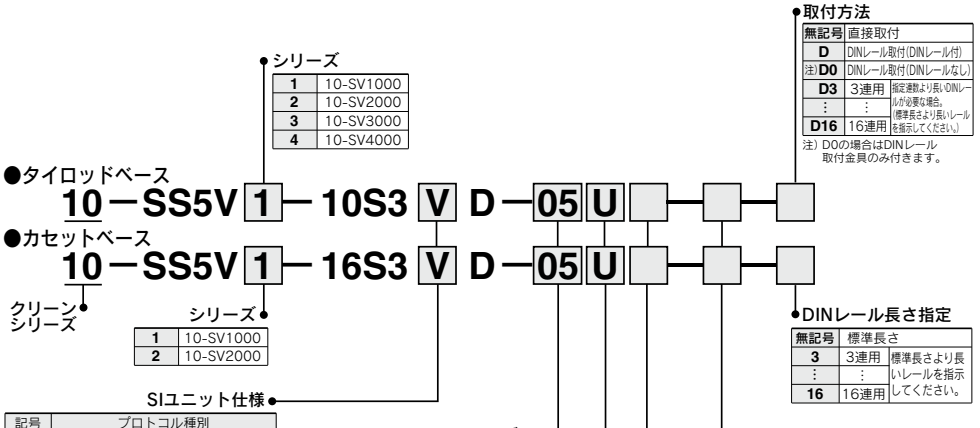 取付方法
無記号 直接取付
D DINレール取付(DINレール付)
注)D0 DINレール取付(DINレールなし)
D3 3連用 指定連数より長いDINレー
ルが必要な場合。
⋮ ⋮ (標準長さより長いレール
D16 16連用 を指示してください。)
注) D0の場合はDINレール
取付金具のみ付きます。
シリーズ
1 10-SV1000
2 10-SV2000
3 10-SV3000
4 10-SV4000
●タイロッドベース
10-SS5V 1 - 10S3 V D - 05 U
●カセットベース
10-SS5V 1 - 16S3 V D - 05 U
クリーン
シリーズ
シリーズ
1 10-SV1000
2 10-SV2000
DINレール長さ指定
無記号 標準長さ
3 3連用 標準長さより長
⋮ ⋮ いレールを指示
16 16連用 してください。
SIユニット仕様
記号 プロトコル種別